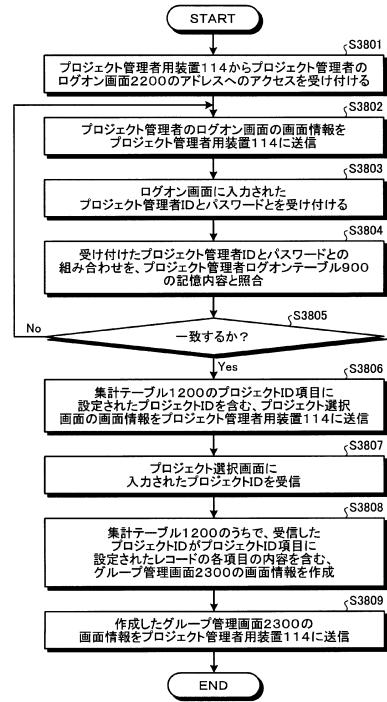 START
S3801
プロジェクト管理者用装置114からプロジェクト管理者の
ログオン画面2200のアドレスへのアクセスを受け付ける
S3802
プロジェクト管理者のログオン画面の画面情報を
プロジェクト管理者用装置114に送信
S3803
ログオン画面に入力された
プロジェクト管理者IDとパスワードとを受け付ける
S3804
受け付けたプロジェクト管理者IDとパスワードとの
組み合わせを、プロジェクト管理者ログオンテーブル900
の記憶内容と照合
S3805
No
一致するか?
Yes
S3806
集計テーブル1200のプロジェクトID項目に
設定されたプロジェクトIDを含む、プロジェクト選択
画面の画面情報をプロジェクト管理者用装置114に送信
S3807
プロジェクト選択画面に
入力されたプロジェクトIDを受信
S3808
集計テーブル1200のうちで、受信した
プロジェクトIDがプロジェクトID項目に
設定されたレコードの各項目の内容を含む、
グループ管理画面2300の画面情報を作成
S3809
作成したグループ管理画面2300の
画面情報をプロジェクト管理者用装置114に送信
END